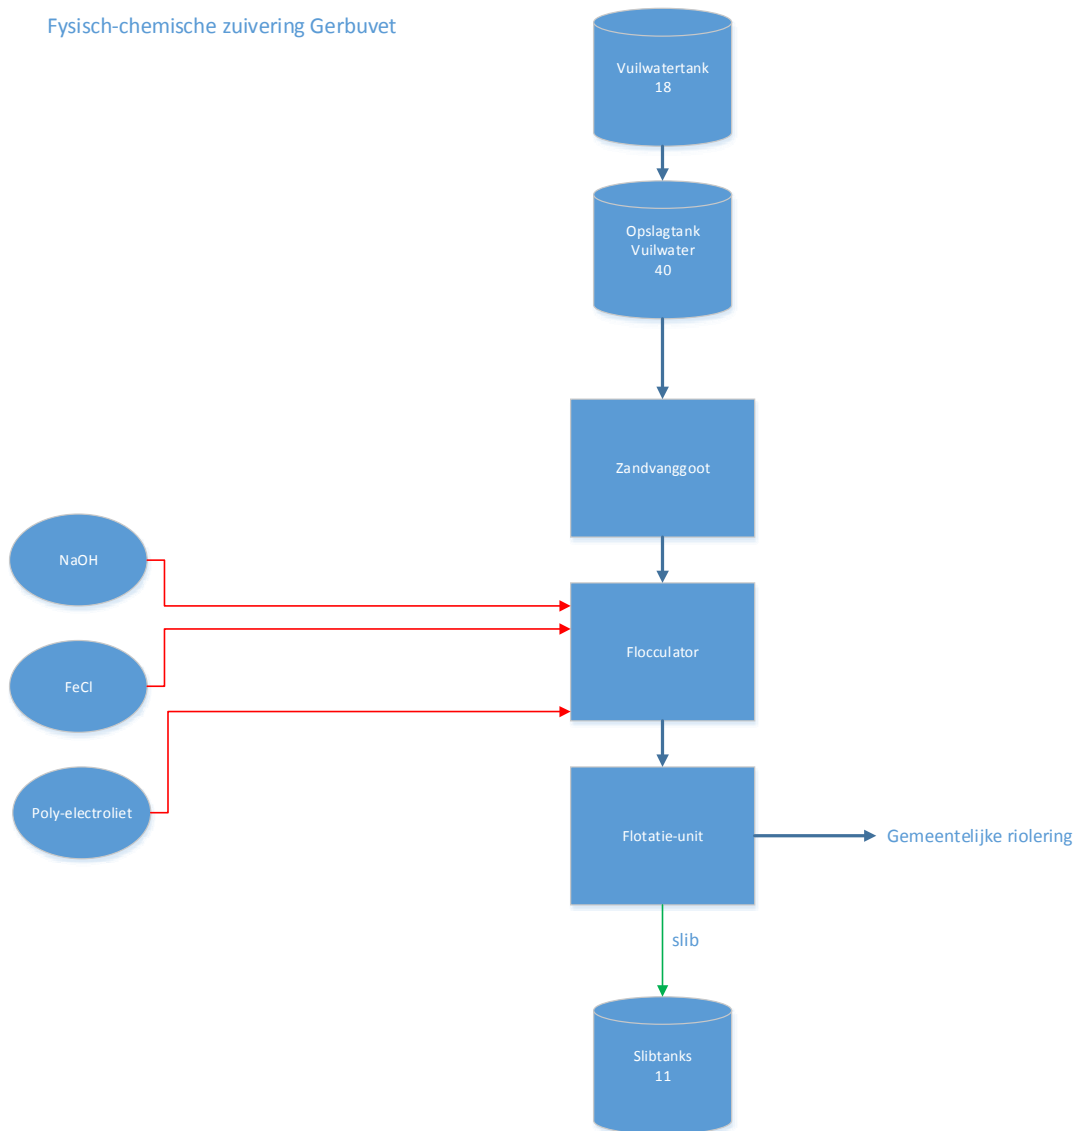 Fysisch-chemische zuivering Gerbuvet
Vuilwatertank
18
Opslagtank
Vuilwater
40
Zandvanggoot
NaOH
Flocculator
FeCl
Poly-electroliet
Flotatie-unit
Gemeentelijke riolering
slib
Slibtanks
11